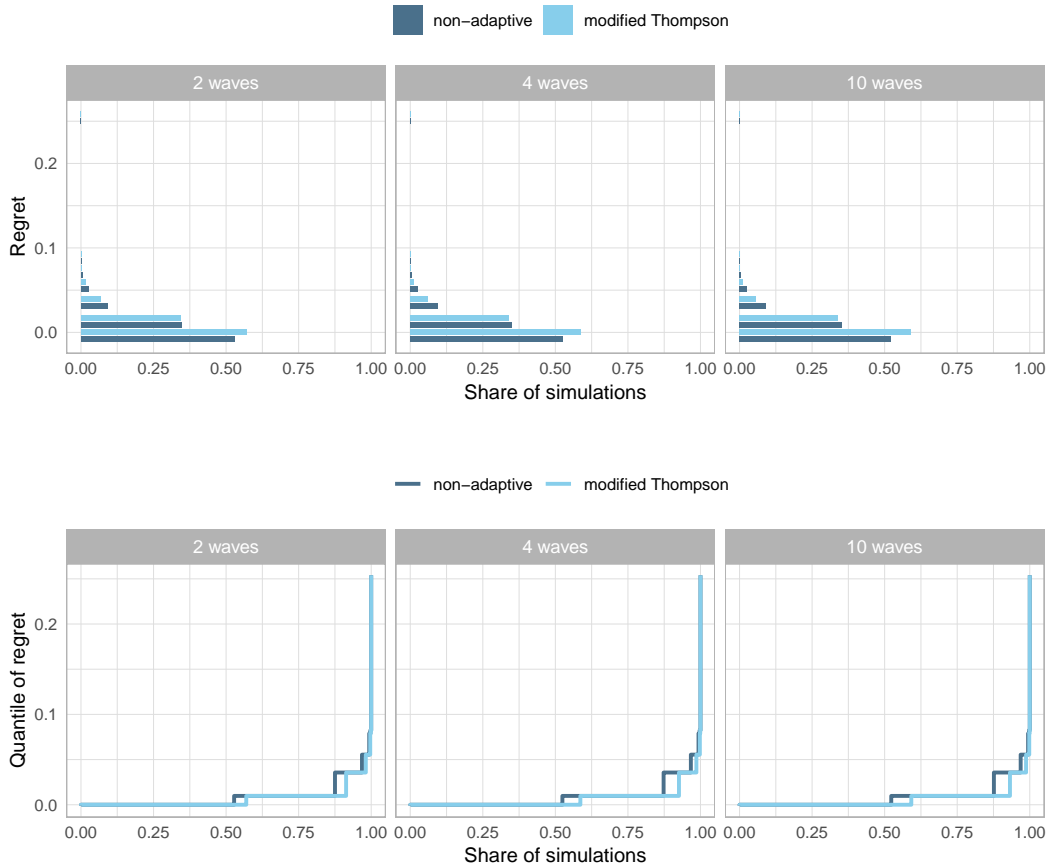 non−adaptive modified Thompson
2 waves 4 waves 10 waves
Regret
0.2
0.1
0.0
0.00 0.25 0.50 0.75 1.00 0.00 0.25 0.50 0.75 1.00 0.00 0.25 0.50 0.75 1.00
Share of simulations
non−adaptive modified Thompson
2 waves 4 waves 10 waves
Quantile of regret
0.2
0.1
0.0
0.00 0.25 0.50 0.75 1.00 0.00 0.25 0.50 0.75 1.00 0.00 0.25 0.50 0.75 1.00
Share of simulations